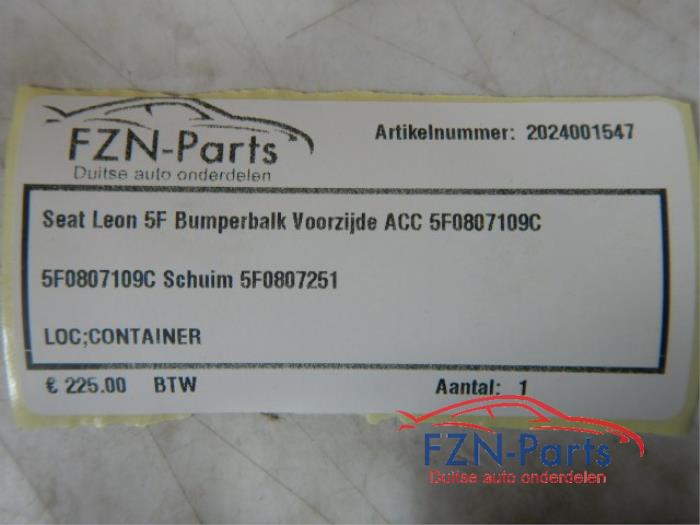 FZN-Parts
Duitse auto onderdelen
Artikelnummer: 2024001547
Seat Leon 5F Bumperbalk Voorzijde ACC 5F0807109C
5F0807109C Schuim 5F0807251
LOC;CONTAINER
€ 225.00 BTW Aantal: 1
FZN-Parts
Duitse auto onderdelen